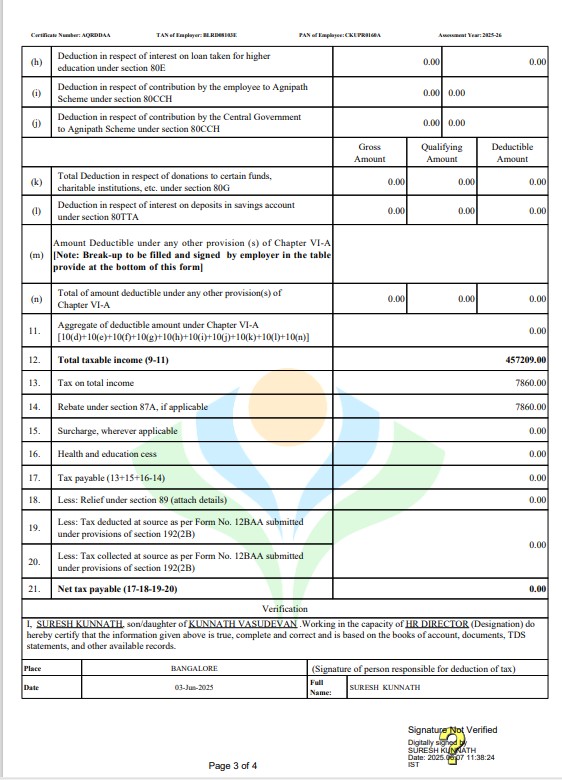 Certificate Number: AQRDDAA TAN of Employer: BLRD08103E PAN of Employee: CKUPR0160A Assessment Year: 2025-26
(h) Deduction in respect of interest on loan taken for higher 0.00 0.00
education under section 80E
(i) Deduction in respect of contribution by the employee to Agnipath 0.00 0.00
Scheme under section 80CCH
(j) Deduction in respect of contribution by the Central Government 0.00 0.00
to Agnipath Scheme under section 80CCH
Gross Qualifying Deductible
Amount Amount Amount
(k) Total Deduction in respect of donations to certain funds, 0.00 0.00 0.00
charitable institutions, etc. under section 80G
(l) Deduction in respect of interest on deposits in savings account 0.00 0.00 0.00
under section 80TTA
Amount Deductible under any other provision (s) of Chapter VI-A
(m) [Note: Break-up to be filled and signed by employer in the table
provide at the bottom of this form]
(n) Total of amount deductible under any other provision(s) of 0.00 0.00 0.00
Chapter VI-A
11. Aggregate of deductible amount under Chapter VI-A 0.00
[10(d)+10(e)+10(f)+10(g)+10(h)+10(i)+10(j)+10(k)+10(l)+10(n)]
12. Total taxable income (9-11) 457209.00
13. Tax on total income 7860.00
14. Rebate under section 87A, if applicable 7860.00
15. Surcharge, wherever applicable 0.00
16. Health and education cess 0.00
17. Tax payable (13+15+16-14) 0.00
18. Less: Relief under section 89 (attach details) 0.00
19. Less: Tax deducted at source as per Form No. 12BAA submitted
under provisions of section 192(2B)
0.00
20. Less: Tax collected at source as per Form No. 12BAA submitted
under provisions of section 192(2B)
21. Net tax payable (17-18-19-20) 0.00
Verification
I, SURESH KUNNATH, son/daughter of KUNNATH VASUDEVAN .Working in the capacity of HR DIRECTOR (Designation) do
hereby certify that the information given above is true, complete and correct and is based on the books of account, documents, TDS
statements, and other available records.
Place BANGALORE (Signature of person responsible for deduction of tax)
Date 03-Jun-2025 Full Name: SURESH KUNNATH
Signature Not Verified
Digitally signed by
SURESH KUNNATH
Date: 2025.06.07 11:38:24
IST
Page 3 of 4